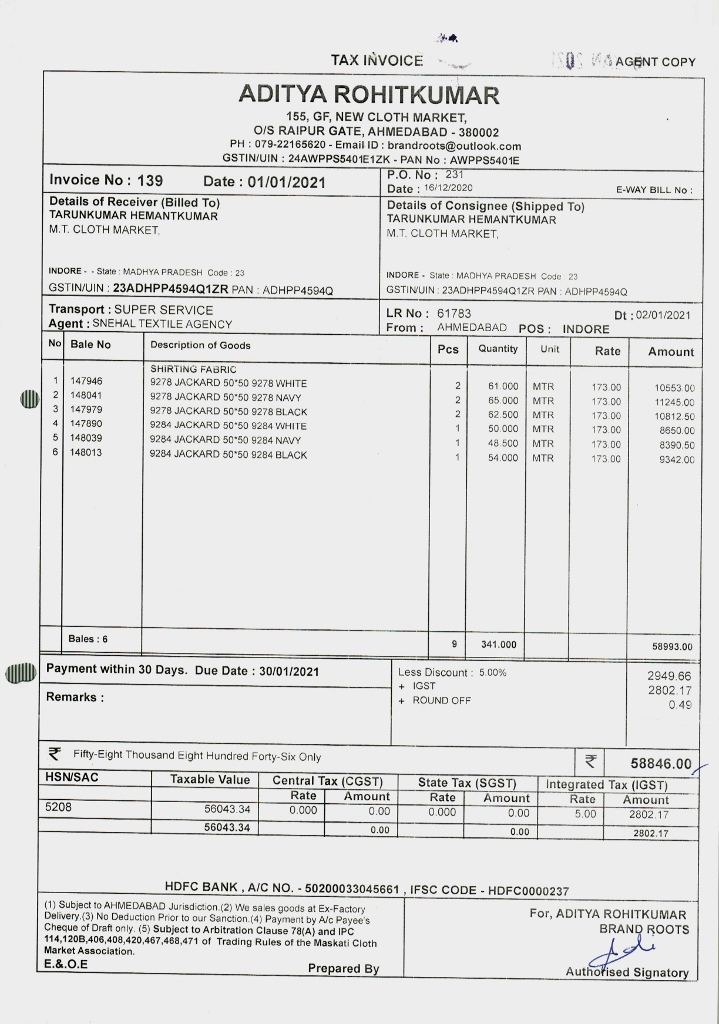 TAX INVOICE
AGENT COPY
ADITYA ROHITKUMAR
155, GF, NEW CLOTH MARKET,
O/S RAIPUR GATE, AHMEDABAD - 380002
PH : 079-22165620 - Email ID : brandroots@outlook.com
GSTIN/UIN : 24AWPPS5401E1ZK - PAN No : AWPPS5401E
Invoice No : 139 Date : 01/01/2021
P.O. No : 231
Date : 16/12/2020 E-WAY BILL No :
Details of Receiver (Billed To)
TARUNKUMAR HEMANTKUMAR
M.T. CLOTH MARKET,
INDORE - - State : MADHYA PRADESH Code : 23
GSTIN/UIN : 23ADHPP4594Q1ZR PAN : ADHPP4594Q
Details of Consignee (Shipped To)
TARUNKUMAR HEMANTKUMAR
M.T. CLOTH MARKET,
INDORE - State : MADHYA PRADESH Code : 23
GSTIN/UIN : 23ADHPP4594Q1ZR PAN : ADHPP4594Q
Transport : SUPER SERVICE
Agent : SNEHAL TEXTILE AGENCY
LR No : 61783 Dt : 02/01/2021
From : AHMEDABAD POS : INDORE
No Bale No Description of Goods Pcs Quantity Unit Rate Amount
SHIRTING FABRIC
1 147946 9278 JACKARD 50*50 9278 WHITE 2 61.000 MTR 173.00 10553.00
2 148041 9278 JACKARD 50*50 9278 NAVY 2 65.000 MTR 173.00 11245.00
3 147979 9278 JACKARD 50*50 9278 BLACK 2 62.500 MTR 173.00 10812.50
4 147890 9284 JACKARD 50*50 9284 WHITE 1 50.000 MTR 173.00 8650.00
5 148039 9284 JACKARD 50*50 9284 NAVY 1 48.500 MTR 173.00 8390.50
6 148013 9284 JACKARD 50*50 9284 BLACK 1 54.000 MTR 173.00 9342.00
Bales : 6 9 341.000 58993.00
Payment within 30 Days. Due Date : 30/01/2021
Remarks :
Less Discount : 5.00% 2949.66
+ IGST 2802.17
+ ROUND OFF 0.49
₹ Fifty-Eight Thousand Eight Hundred Forty-Six Only ₹ 58846.00
HSN/SAC Taxable Value Central Tax (CGST) State Tax (SGST) Integrated Tax (IGST)
Rate Amount Rate Amount Rate Amount
5208 56043.34 0.000 0.00 0.000 0.00 5.00 2802.17
56043.34 0.00 0.00 2802.17
HDFC BANK , A/C NO. - 50200033045661 , IFSC CODE - HDFC0000237
(1) Subject to AHMEDABAD Jurisdiction.(2) We sales goods at Ex-Factory
Delivery.(3) No Deduction Prior to our Sanction.(4) Payment by A/c Payee's
Cheque of Draft only. (5) Subject to Arbitration Clause 78(A) and IPC
114,120B,406,408,420,467,468,471 of Trading Rules of the Maskati Cloth
Market Association.
E.& O.E Prepared By
For, ADITYA ROHITKUMAR
BRAND ROOTS
Authorised Signatory